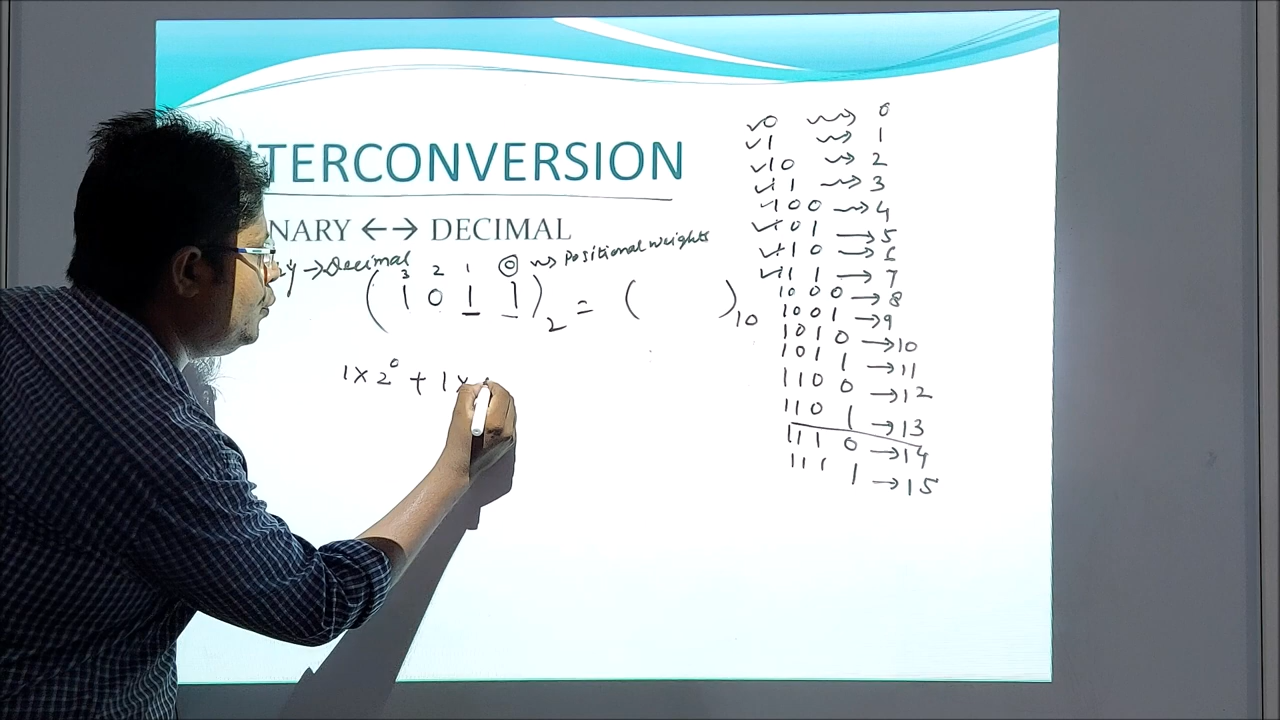 NTERCONVERSION
NARY ←→ DECIMAL
y → Decimal
3 2 1 0 ⇝ Positional weights
(1 0 1 1)₂ = (     )₁₀
1 × 2⁰ + 1 ×
✓0 ⇝ 0
✓1 ⇝ 1
✓10 ⇝ 2
✓11 ⇝ 3
✓100 ⇝ 4
✓101 → 5
✓110 → 6
✓111 → 7
1000 → 8
1001 → 9
1010 → 10
1011 → 11
1100 → 12
1101 → 13
1110 → 14
1111 → 15